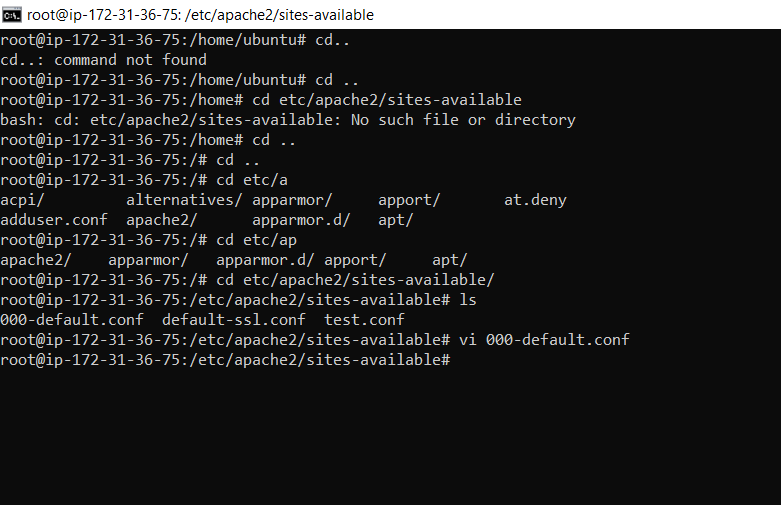 root@ip-172-31-36-75: /etc/apache2/sites-available
root@ip-172-31-36-75:/home/ubuntu# cd..
cd..: command not found
root@ip-172-31-36-75:/home/ubuntu# cd ..
root@ip-172-31-36-75:/home# cd etc/apache2/sites-available
bash: cd: etc/apache2/sites-available: No such file or directory
root@ip-172-31-36-75:/home# cd ..
root@ip-172-31-36-75:/# cd ..
root@ip-172-31-36-75:/# cd etc/a
acpi/         alternatives/ apparmor/     apport/       at.deny
adduser.conf  apache2/      apparmor.d/   apt/
root@ip-172-31-36-75:/# cd etc/ap
apache2/    apparmor/   apparmor.d/ apport/     apt/
root@ip-172-31-36-75:/# cd etc/apache2/sites-available/
root@ip-172-31-36-75:/etc/apache2/sites-available# ls
000-default.conf  default-ssl.conf  test.conf
root@ip-172-31-36-75:/etc/apache2/sites-available# vi 000-default.conf
root@ip-172-31-36-75:/etc/apache2/sites-available#